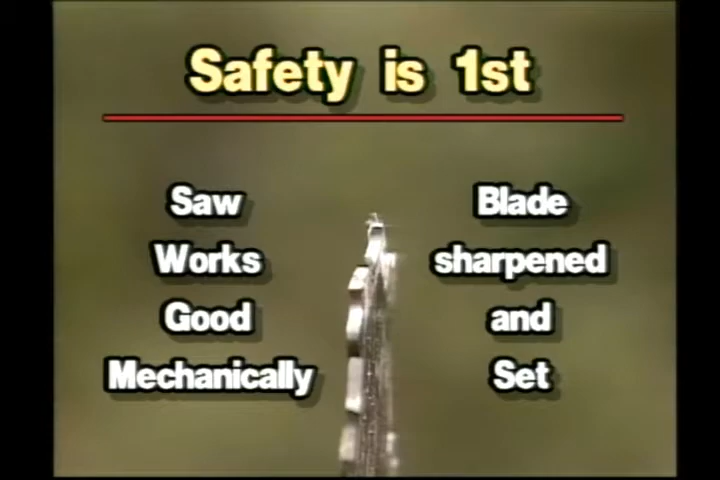 Safety is 1st
Saw
Works
Good
Mechanically
Blade
sharpened
and
Set